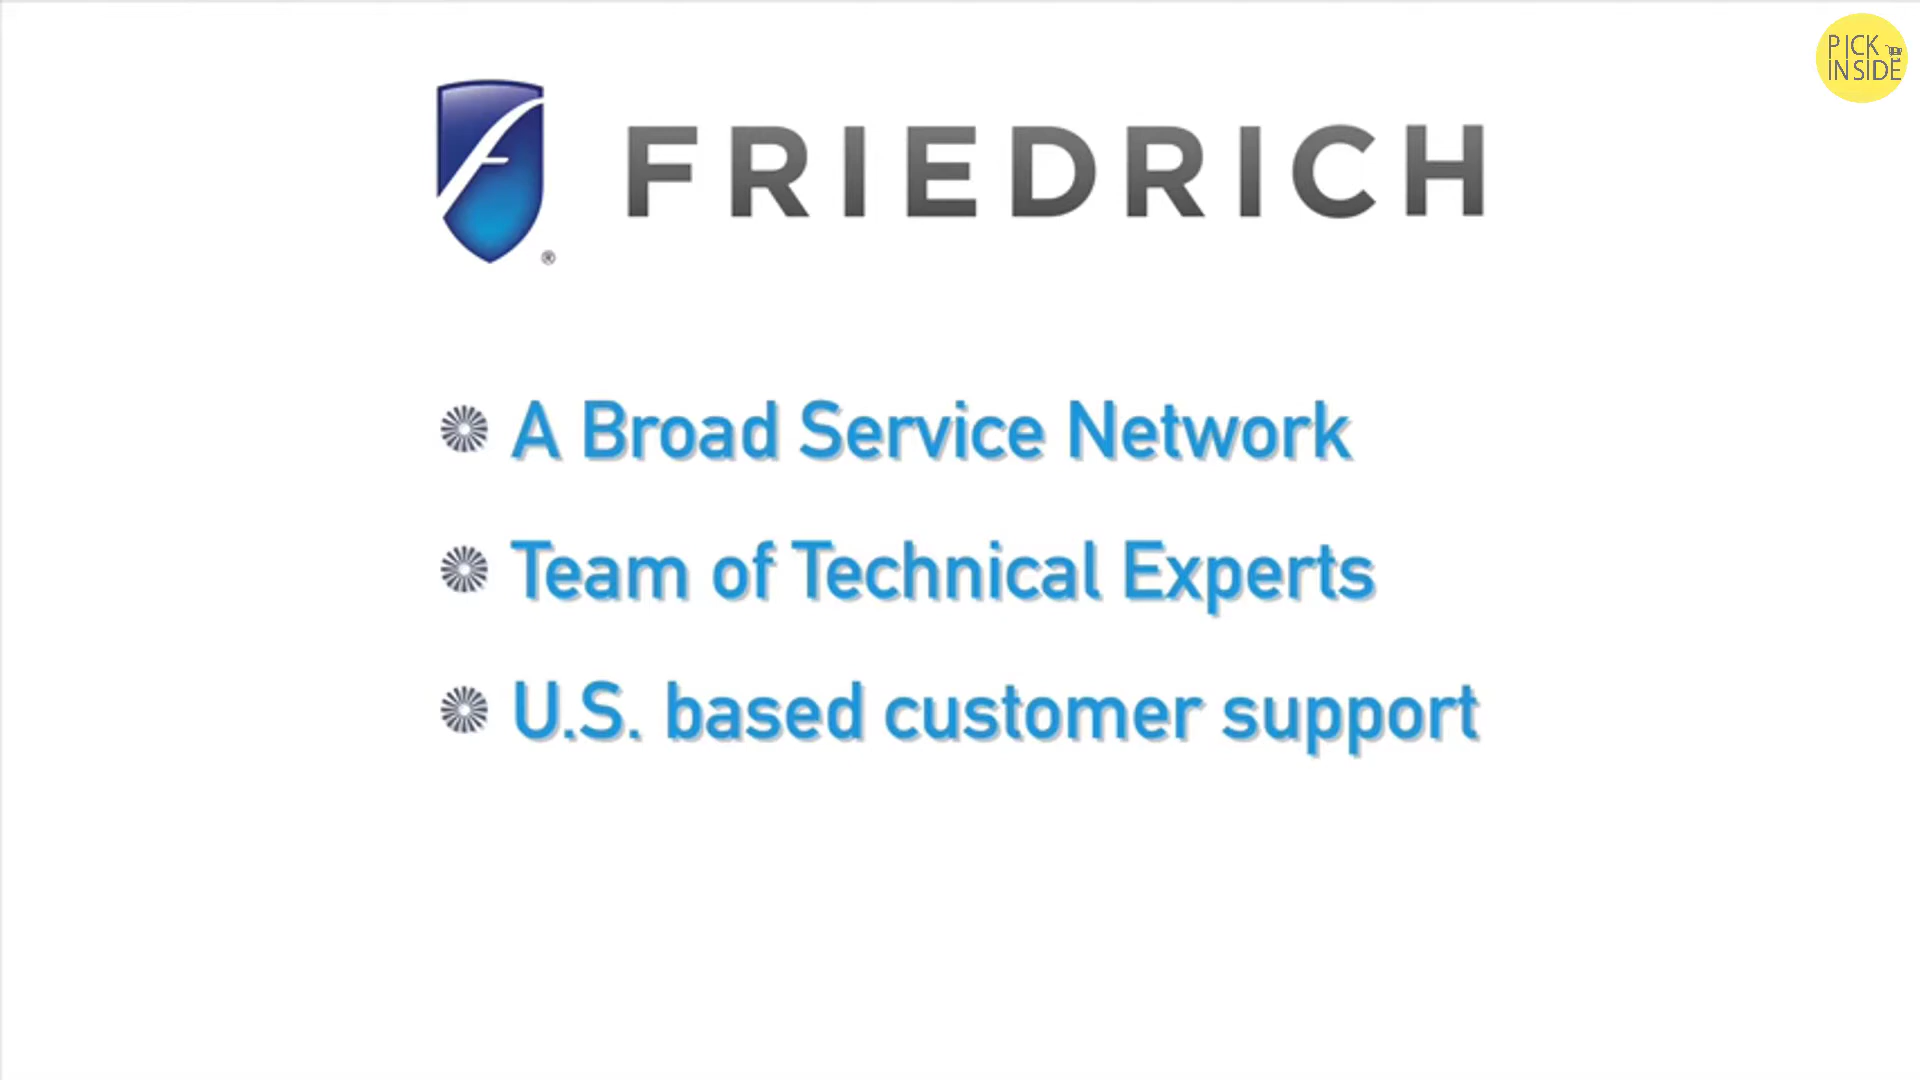 PICK
INSIDE
FRIEDRICH
®
A Broad Service Network
Team of Technical Experts
U.S. based customer support